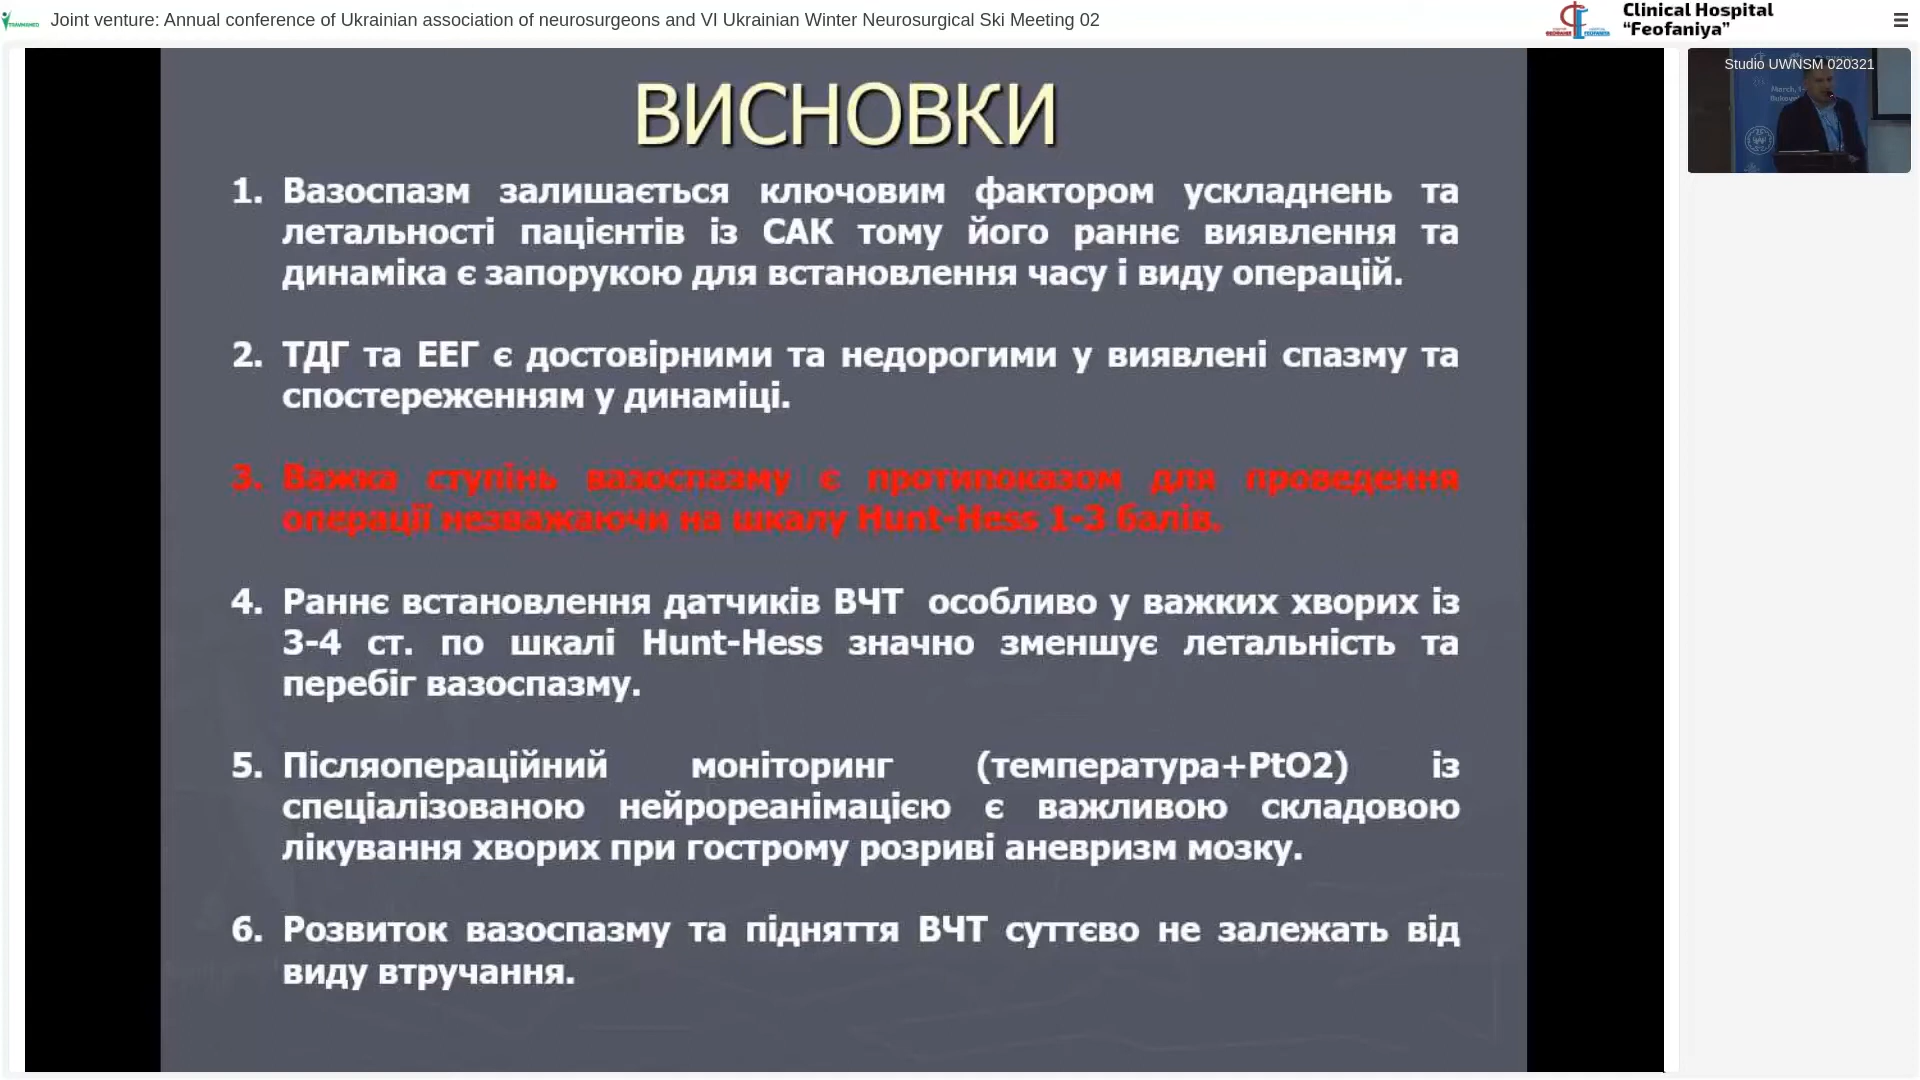 Joint venture: Annual conference of Ukrainian association of neurosurgeons and VI Ukrainian Winter Neurosurgical Ski Meeting 02
Clinical Hospital
“Feofaniya”
Studio UWNSM 020321
ВИСНОВКИ
1. Вазоспазм залишається ключовим фактором ускладнень та
летальності пацієнтів із САК тому його раннє виявлення та
динаміка є запорукою для встановлення часу і виду операцій.
2. ТДГ та ЕЕГ є достовірними та недорогими у виявлені спазму та
спостереженням у динаміці.
3. Важка ступінь вазоспазму є протипоказом для проведення
операції незважаючи на шкалу Hunt-Hess 1-3 балів.
4. Раннє встановлення датчиків ВЧТ особливо у важких хворих із
3-4 ст. по шкалі Hunt-Hess значно зменшує летальність та
перебіг вазоспазму.
5. Післяопераційний моніторинг (температура+PtO2) із
спеціалізованою нейрореанімацією є важливою складовою
лікування хворих при гострому розриві аневризм мозку.
6. Розвиток вазоспазму та підняття ВЧТ суттєво не залежать від
виду втручання.